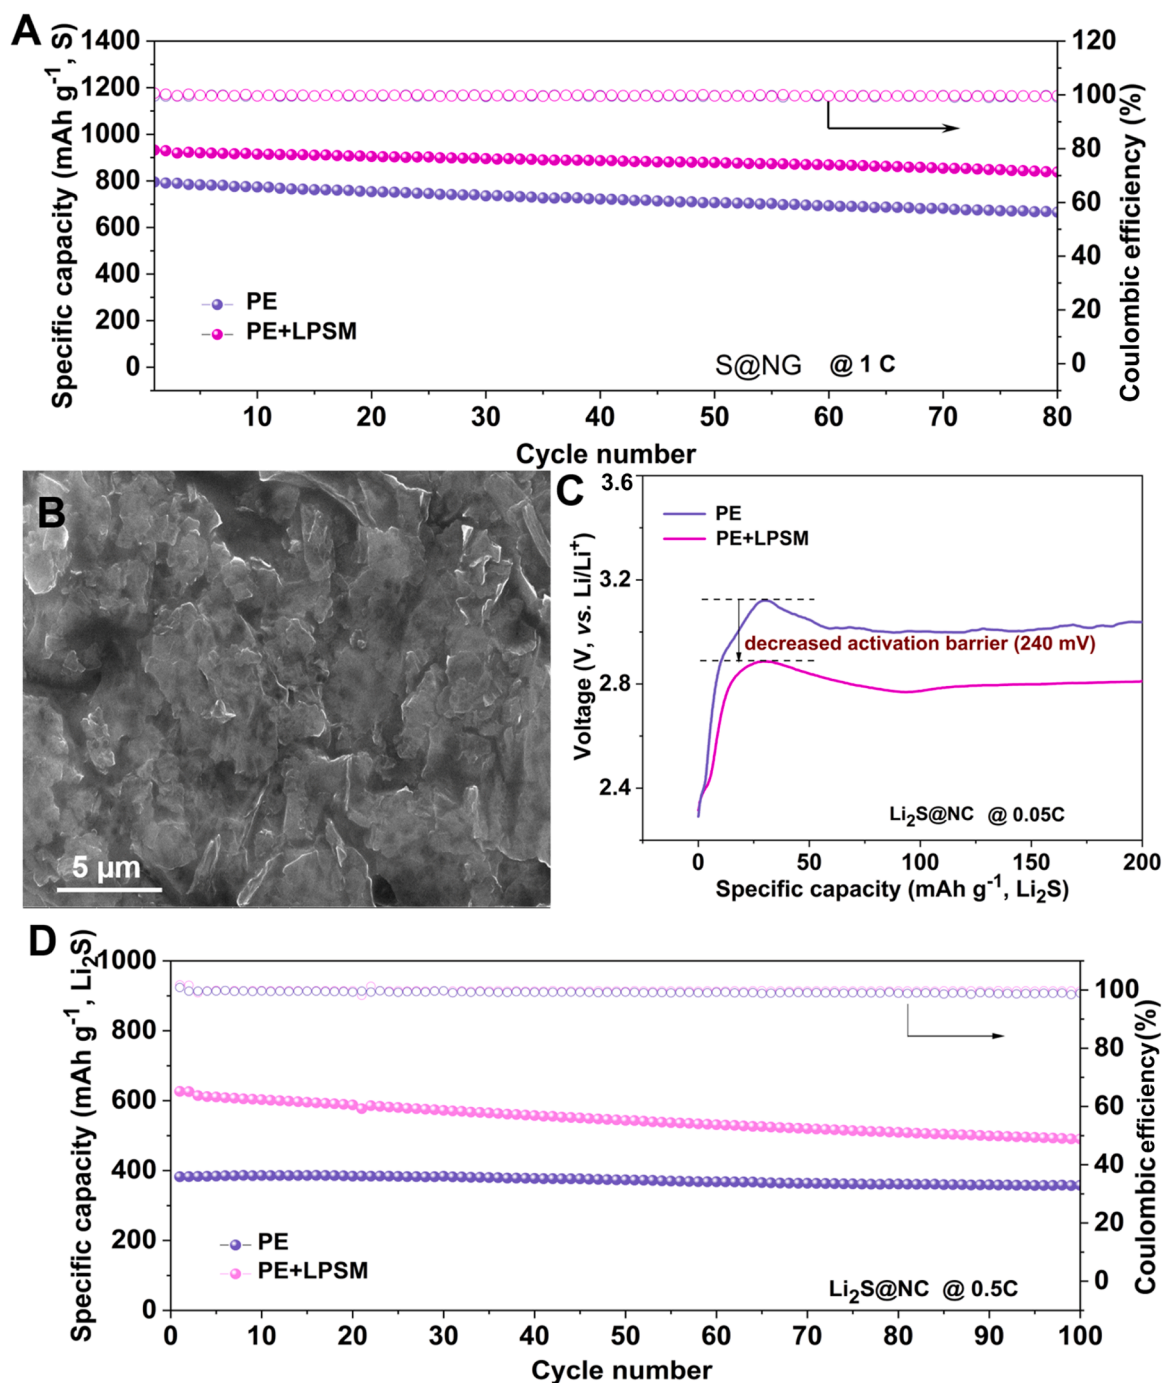 A
1400
1200
1000
800
600
400
200
0
Specific capacity (mAh g⁻¹, S)
120
100
80
60
40
20
0
Coulombic efficiency (%)
PE
PE+LPSM
S@NG @ 1 C
10 20 30 40 50 60 70 80
Cycle number
B
5 μm
C
3.6
3.2
2.8
2.4
Voltage (V, vs. Li/Li⁺)
PE
PE+LPSM
decreased activation barrier (240 mV)
Li₂S@NC @ 0.05C
0 50 100 150 200
Specific capacity (mAh g⁻¹, Li₂S)
D
1000
800
600
400
200
0
Specific capacity (mAh g⁻¹, Li₂S)
100
80
60
40
20
0
Coulombic efficiency (%)
PE
PE+LPSM
Li₂S@NC @ 0.5C
0 10 20 30 40 50 60 70 80 90 100
Cycle number